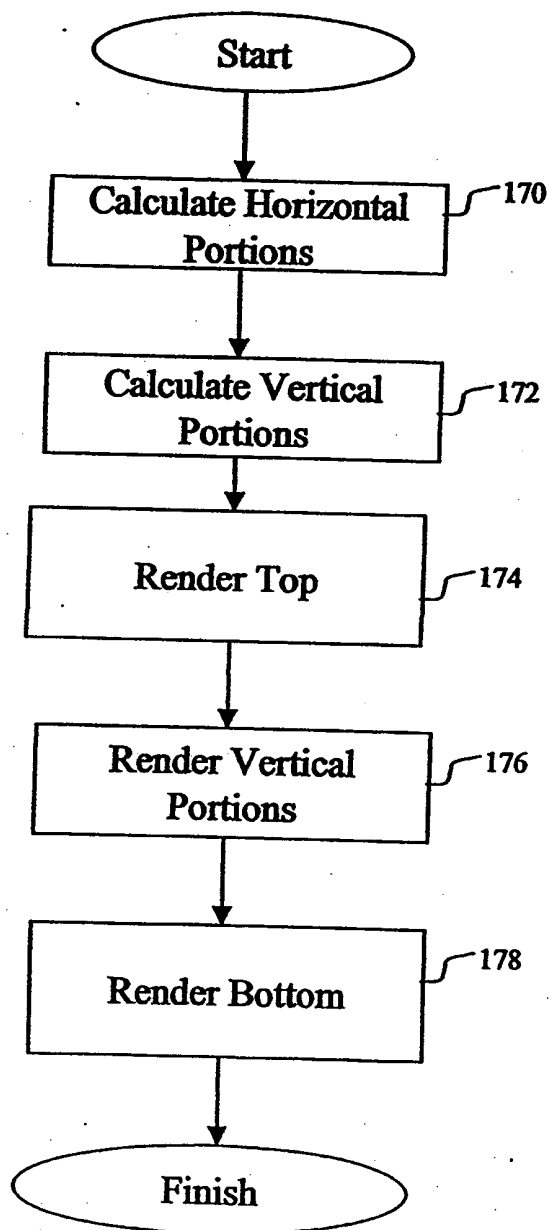 Start
Calculate Horizontal
Portions
170
Calculate Vertical
Portions
172
Render Top
174
Render Vertical
Portions
176
Render Bottom
178
Finish